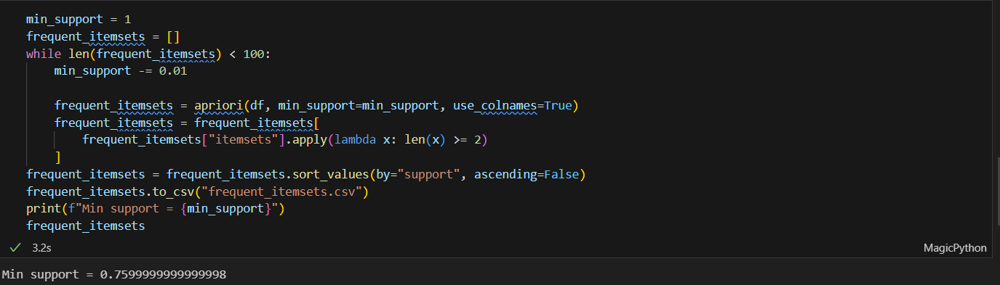 min_support = 1
frequent_itemsets = []
while len(frequent_itemsets) < 100:
    min_support -= 0.01
    frequent_itemsets = apriori(df, min_support=min_support, use_colnames=True)
    frequent_itemsets = frequent_itemsets[
        frequent_itemsets["itemsets"].apply(lambda x: len(x) >= 2)
    ]
frequent_itemsets = frequent_itemsets.sort_values(by="support", ascending=False)
frequent_itemsets.to_csv("frequent_itemsets.csv")
print(f"Min support = {min_support}")
frequent_itemsets
3.2s MagicPython
Min support = 0.7599999999999998